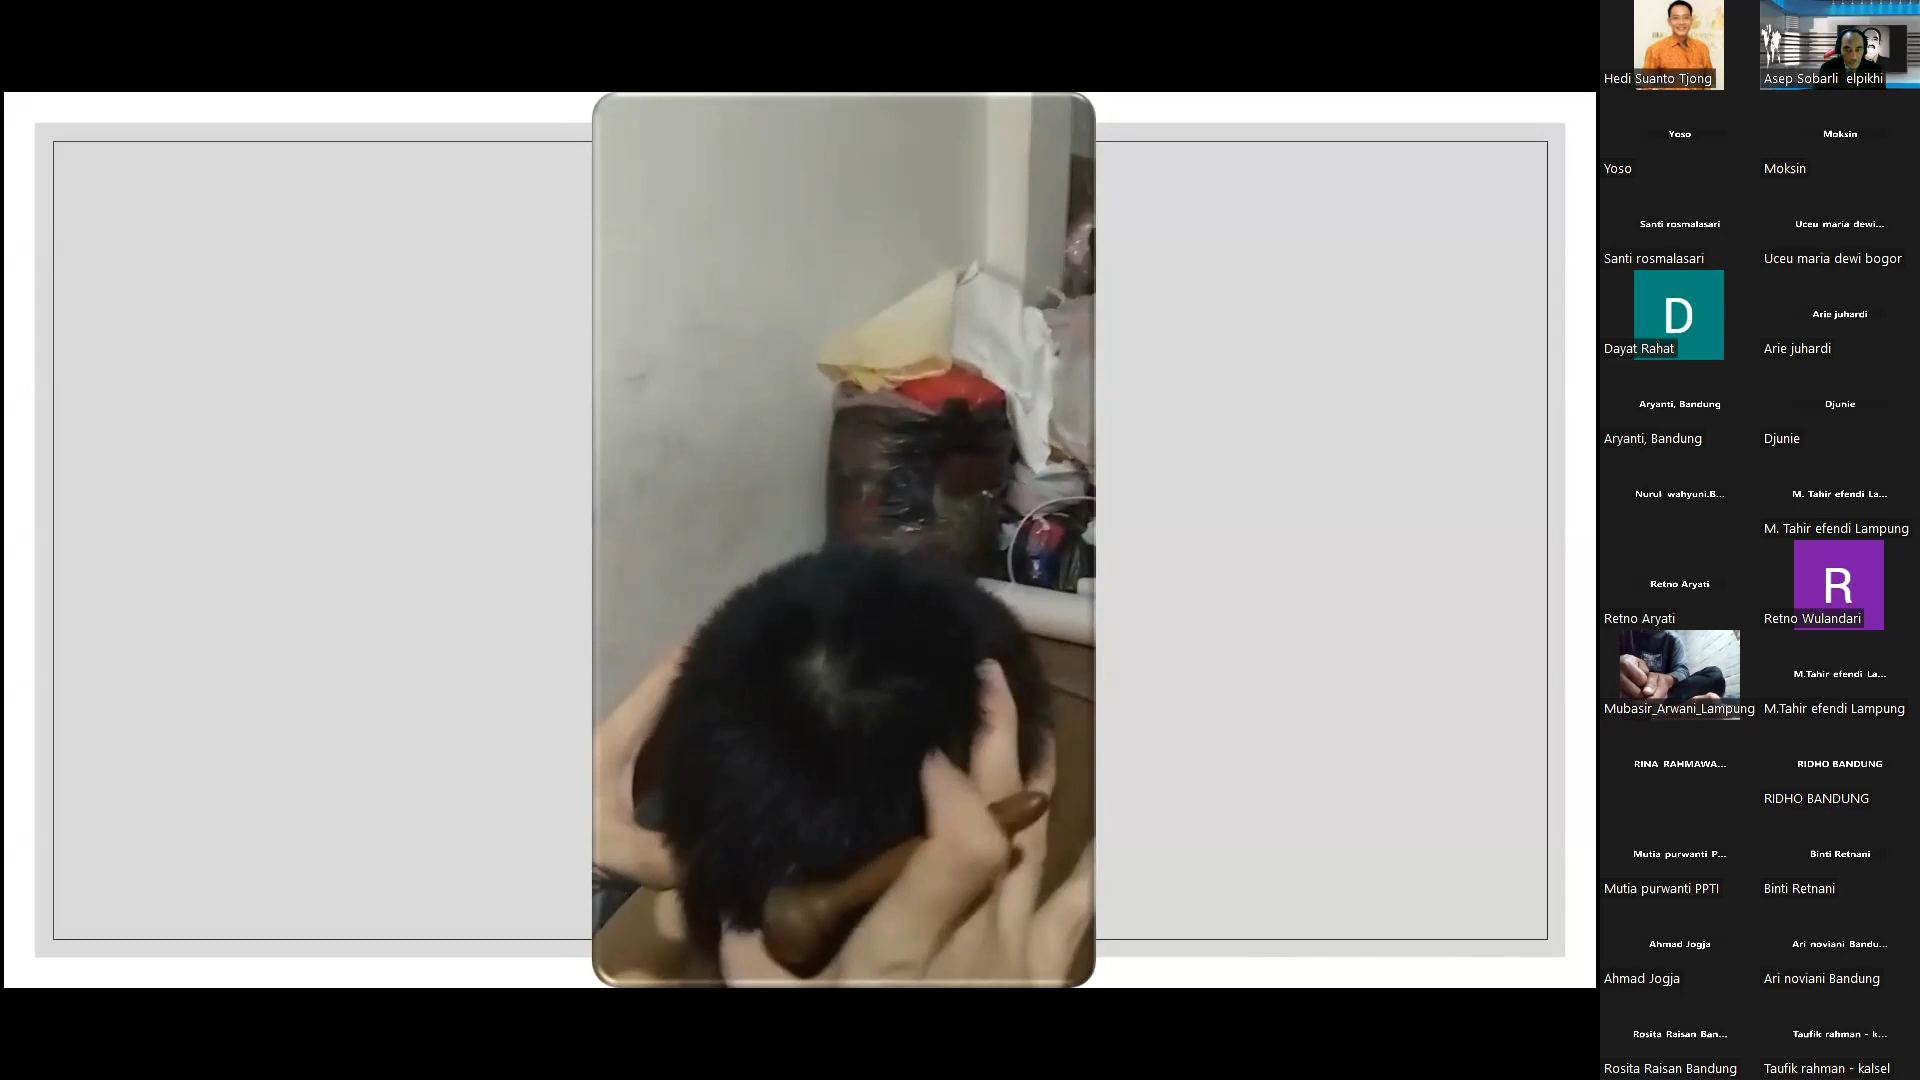 Hedi Suanto Tjong
Asep Sobarli elpikhi
Yoso
Moksin
Yoso
Moksin
Santi rosmalasari
Uceu maria dewi...
Santi rosmalasari
Uceu maria dewi bogor
D
Arie juhardi
Dayat Rahat
Arie juhardi
Aryanti, Bandung
Djunie
Aryanti, Bandung
Djunie
Nurul wahyuni.B...
M. Tahir efendi La...
M. Tahir efendi Lampung
Retno Aryati
R
Retno Aryati
Retno Wulandari
M.Tahir efendi La...
Mubasir_Arwani_Lampung
M.Tahir efendi Lampung
RINA RAHMAWA...
RIDHO BANDUNG
RIDHO BANDUNG
Mutia purwanti P...
Binti Retnani
Mutia purwanti PPTI
Binti Retnani
Ahmad Jogja
Ari noviani Bandu...
Ahmad Jogja
Ari noviani Bandung
Rosita Raisan Ban...
Taufik rahman - k...
Rosita Raisan Bandung
Taufik rahman - kalsel